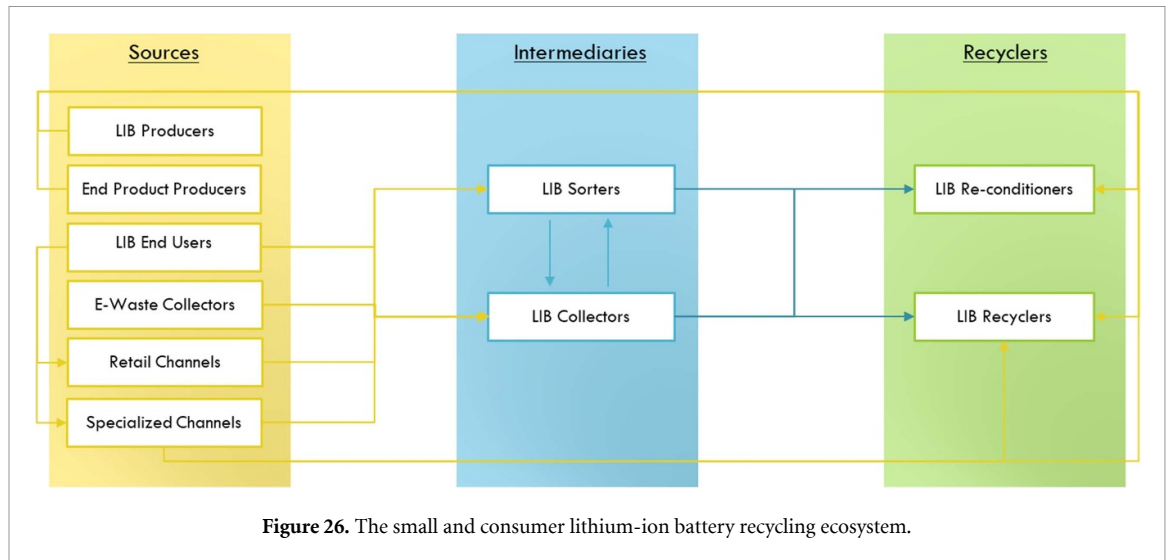 Sources
LIB Producers
End Product Producers
LIB End Users
E-Waste Collectors
Retail Channels
Specialized Channels
Intermediaries
LIB Sorters
LIB Collectors
Recyclers
LIB Re-conditioners
LIB Recyclers
Figure 26. The small and consumer lithium-ion battery recycling ecosystem.